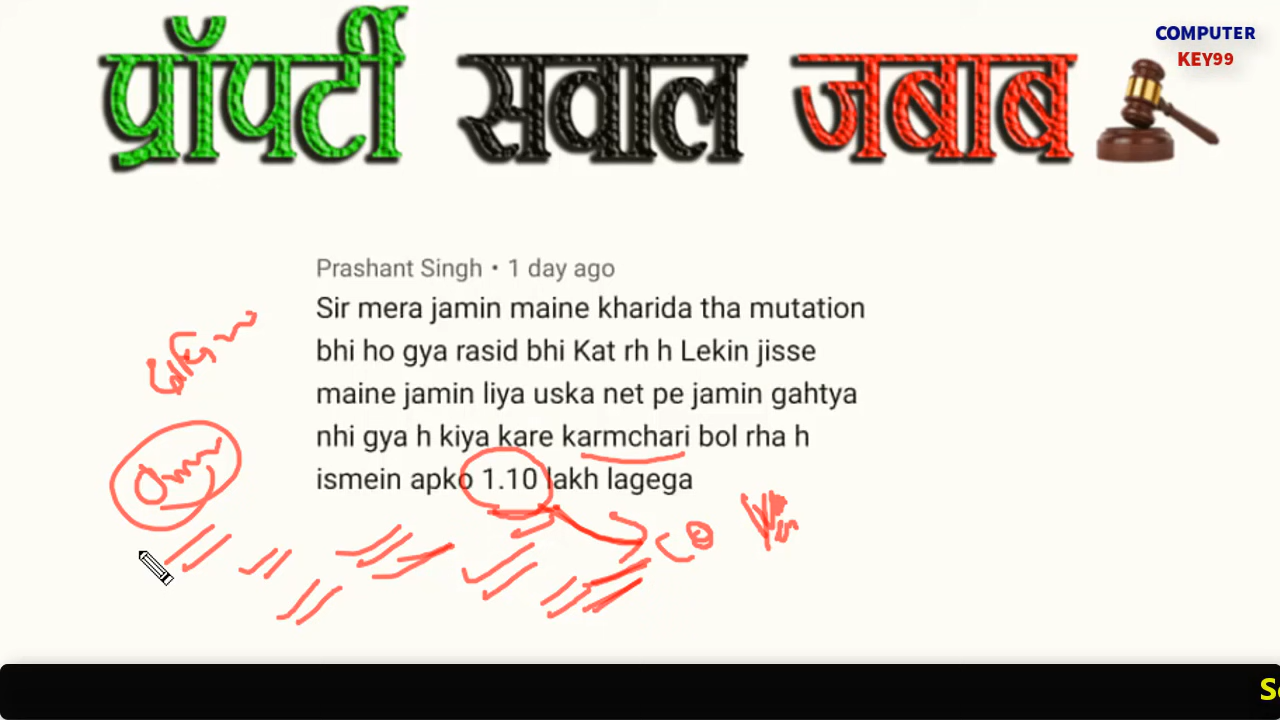 प्रॉपर्टी सवाल जबाब
COMPUTER
KEY99
Prashant Singh • 1 day ago
Sir mera jamin maine kharida tha mutation
bhi ho gya rasid bhi Kat rh h Lekin jisse
maine jamin liya uska net pe jamin gahtya
nhi gya h kiya kare karmchari bol rha h
ismein apko 1.10 lakh lagega